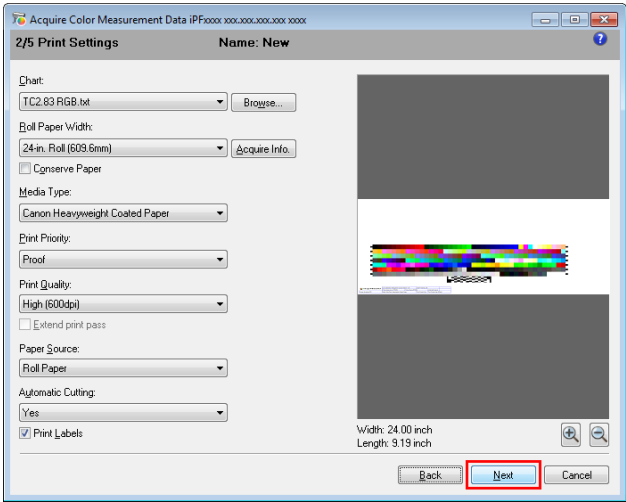 Acquire Color Measurement Data iPFxxxx xxx.xxx.xxx.xxx xxxx
2/5 Print Settings Name: New
Chart:
TC2.83 RGB.txt Browse...
Roll Paper Width:
24-in. Roll (609.6mm) Acquire Info.
Conserve Paper
Media Type:
Canon Heavyweight Coated Paper
Print Priority:
Proof
Print Quality:
High (600dpi)
Extend print pass
Paper Source:
Roll Paper
Automatic Cutting:
Yes
Print Labels
Width: 24.00 inch
Length: 9.19 inch
Back Next Cancel